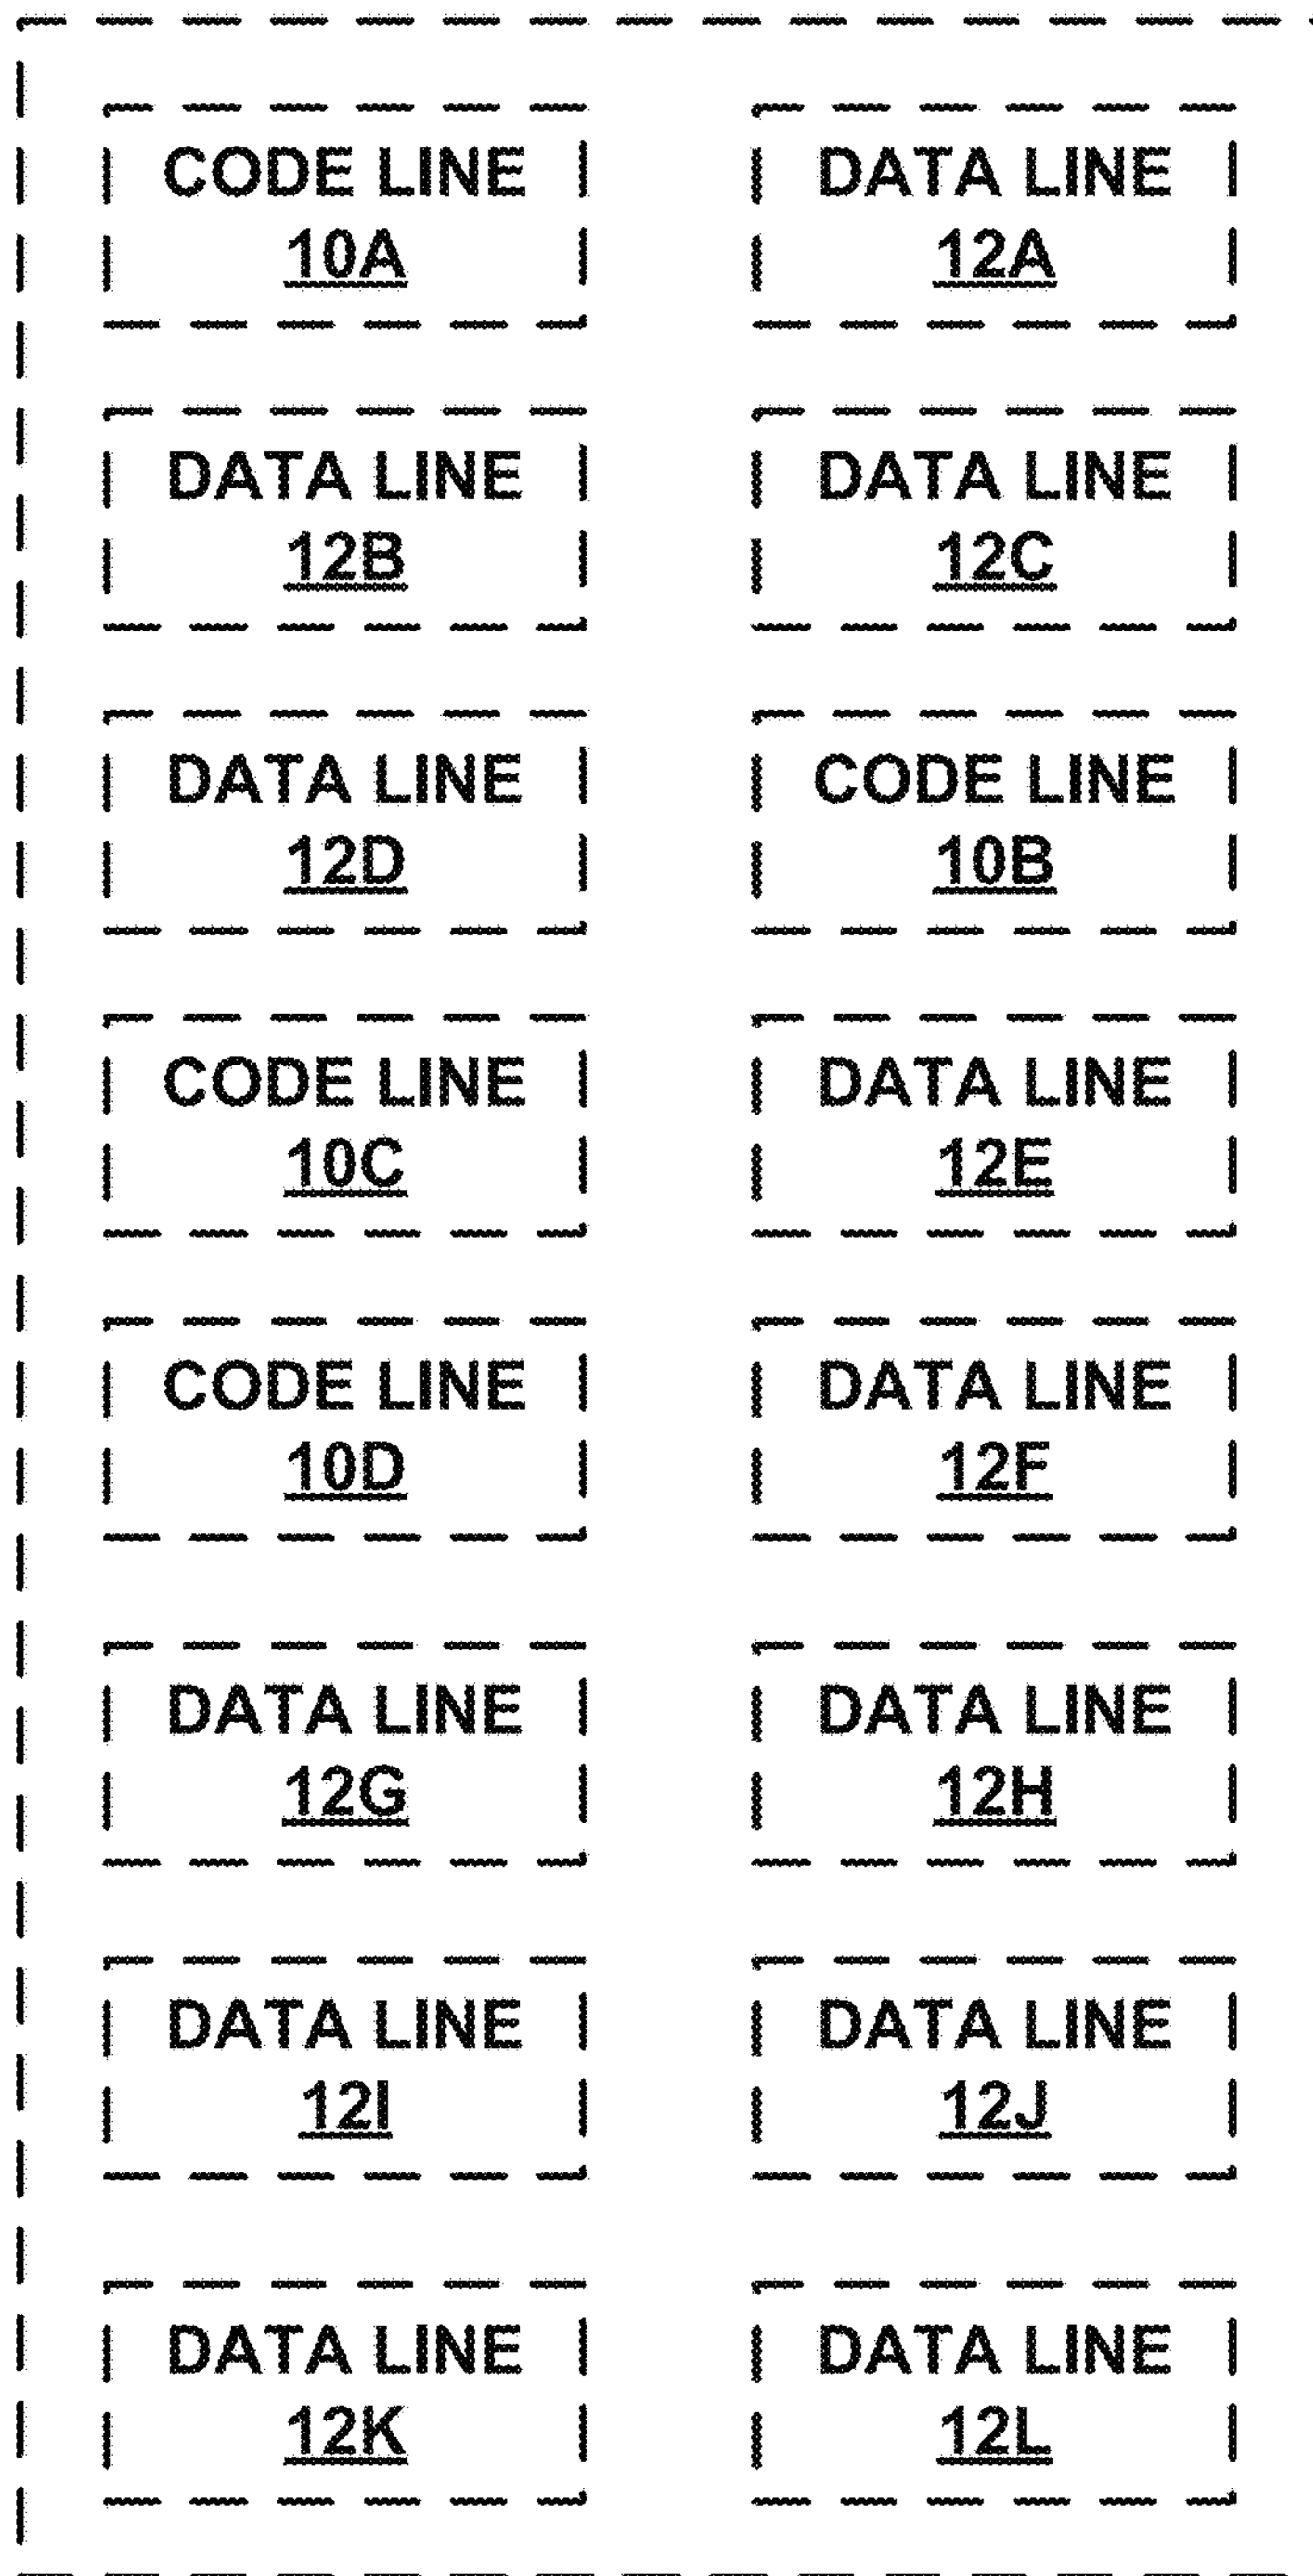 CODE LINE
10A
DATA LINE
12A
DATA LINE
12B
DATA LINE
12C
DATA LINE
12D
CODE LINE
10B
CODE LINE
10C
DATA LINE
12E
CODE LINE
10D
DATA LINE
12F
DATA LINE
12G
DATA LINE
12H
DATA LINE
12I
DATA LINE
12J
DATA LINE
12K
DATA LINE
12L